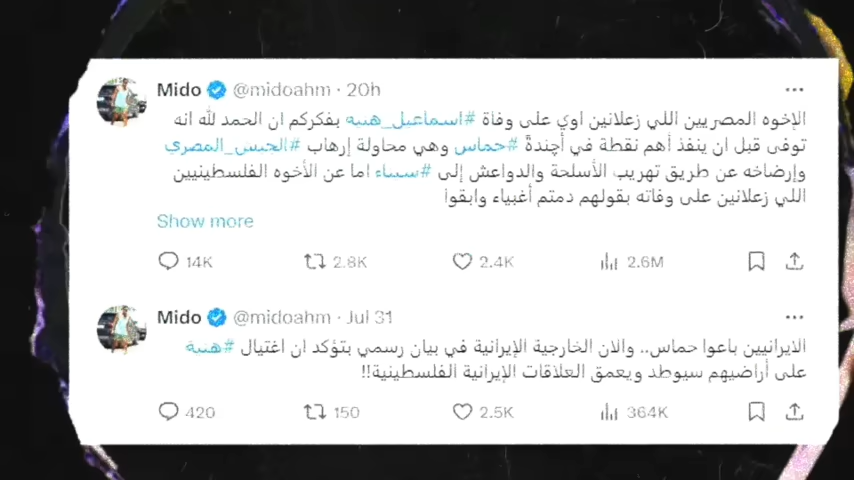 Mido @midoahm · 20h
الإخوه المصريين اللي زعلانين اوي على وفاة #اسماعيل_هنيه بفكركم ان الحمد لله انه
توفى قبل ان ينفذ أهم نقطة في أچندة #حماس وهي محاولة إرهاب #الجيش_المصري
وإرضاخه عن طريق تهريب الأسلحة والدواعش إلى #سيناء اما عن الأخوه الفلسطينيين
اللي زعلانين على وفاته بقولهم دمتم أغبياء وابقوا
Show more
14K 2.8K 2.4K 2.6M
Mido @midoahm · Jul 31
الايرانيين باعوا حماس.. والان الخارجية الإيرانية في بيان رسمي بتؤكد ان اغتيال #هنية
على أراضيهم سيوطد ويعمق العلاقات الإيرانية الفلسطينية!!
420 150 2.5K 364K